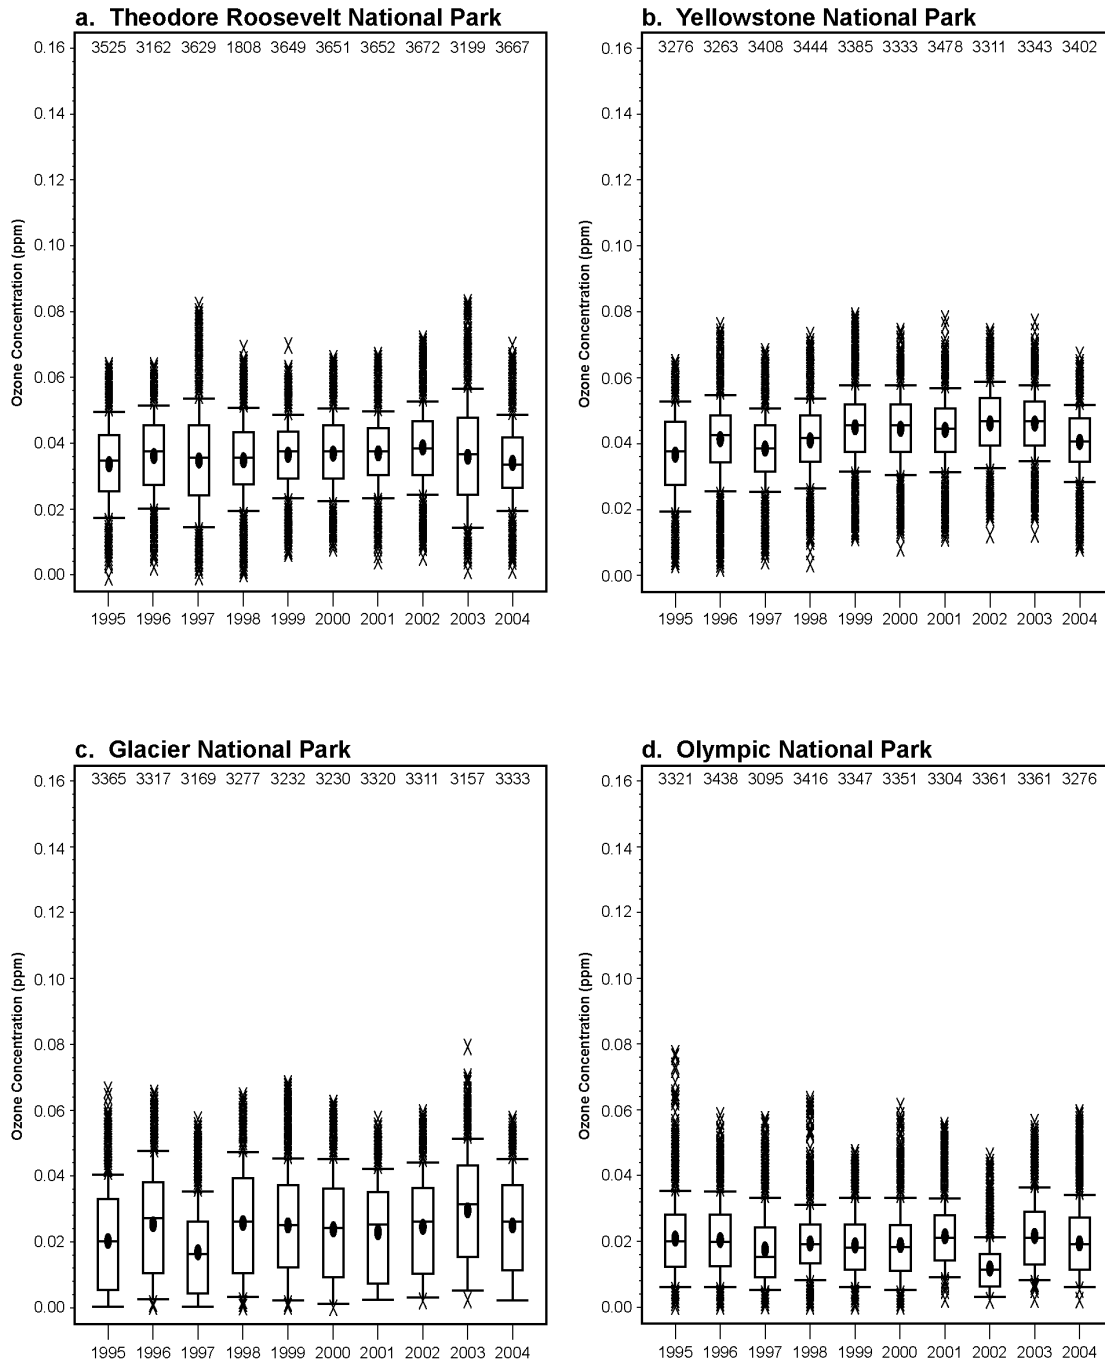 a. Theodore Roosevelt National Park
3525 3162 3629 1808 3649 3651 3652 3672 3199 3667
0.16
0.14
0.12
0.10
0.08
0.06
0.04
0.02
0.00
Ozone Concentration (ppm)
1995 1996 1997 1998 1999 2000 2001 2002 2003 2004
b. Yellowstone National Park
3276 3263 3408 3444 3385 3333 3478 3311 3343 3402
0.16
0.14
0.12
0.10
0.08
0.06
0.04
0.02
0.00
Ozone Concentration (ppm)
1995 1996 1997 1998 1999 2000 2001 2002 2003 2004
c. Glacier National Park
3365 3317 3169 3277 3232 3230 3320 3311 3157 3333
0.16
0.14
0.12
0.10
0.08
0.06
0.04
0.02
0.00
Ozone Concentration (ppm)
1995 1996 1997 1998 1999 2000 2001 2002 2003 2004
d. Olympic National Park
3321 3438 3095 3416 3347 3351 3304 3361 3361 3276
0.16
0.14
0.12
0.10
0.08
0.06
0.04
0.02
0.00
Ozone Concentration (ppm)
1995 1996 1997 1998 1999 2000 2001 2002 2003 2004